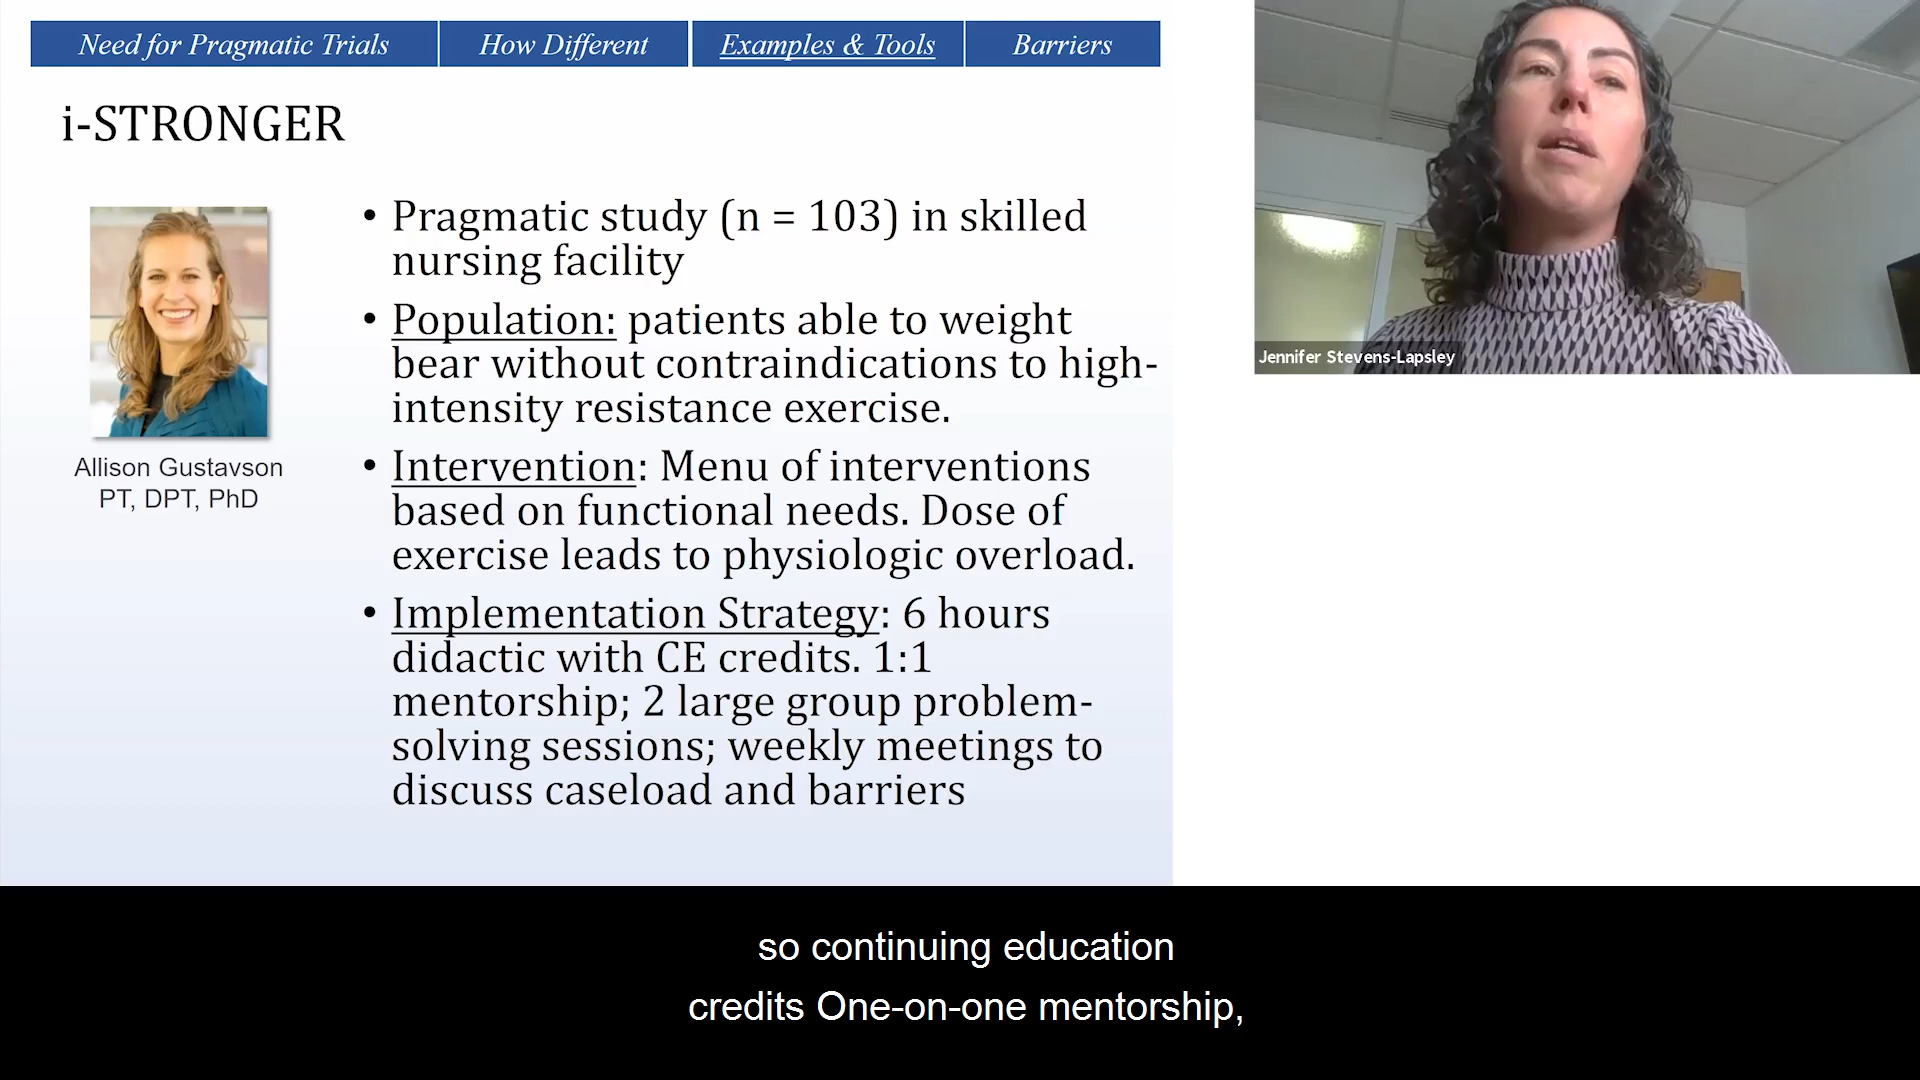 Need for Pragmatic Trials
How Different
Examples & Tools
Barriers
i-STRONGER
Allison Gustavson
PT, DPT, PhD
• Pragmatic study (n = 103) in skilled
nursing facility
• Population: patients able to weight
bear without contraindications to high-
intensity resistance exercise.
• Intervention: Menu of interventions
based on functional needs. Dose of
exercise leads to physiologic overload.
• Implementation Strategy: 6 hours
didactic with CE credits. 1:1
mentorship; 2 large group problem-
solving sessions; weekly meetings to
discuss caseload and barriers
Jennifer Stevens-Lapsley
so continuing education
credits One-on-one mentorship,